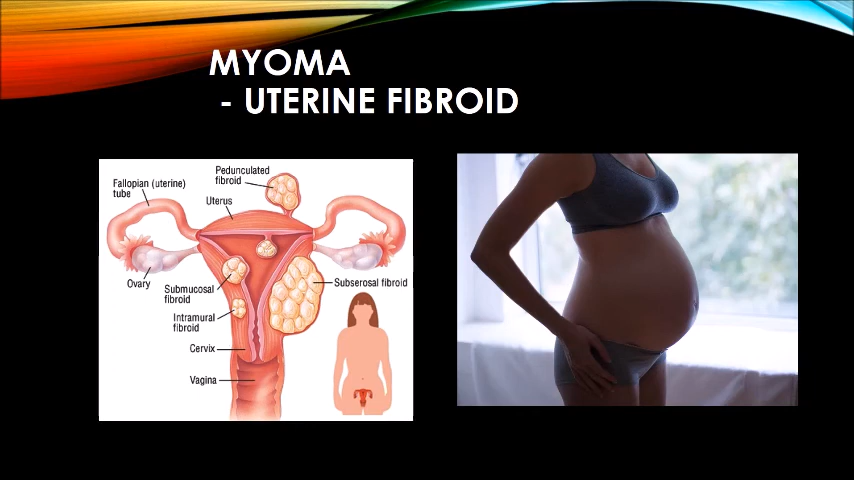 MYOMA
- UTERINE FIBROID
Pedunculated
fibroid
Fallopian (uterine)
tube
Uterus
Ovary
Submucosal
fibroid
Subserosal fibroid
Intramural
fibroid
Cervix
Vagina